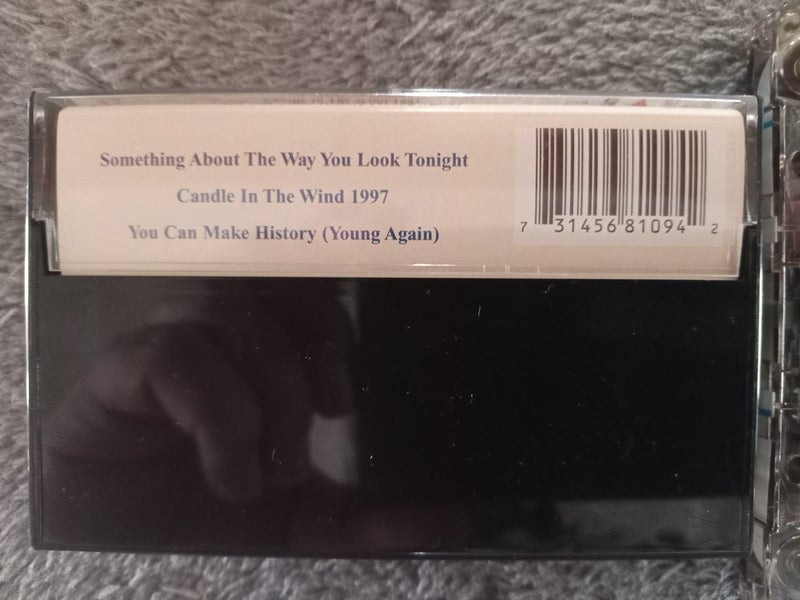 Something About The Way You Look Tonight
Candle In The Wind 1997
You Can Make History (Young Again)
7 31456 81094 2